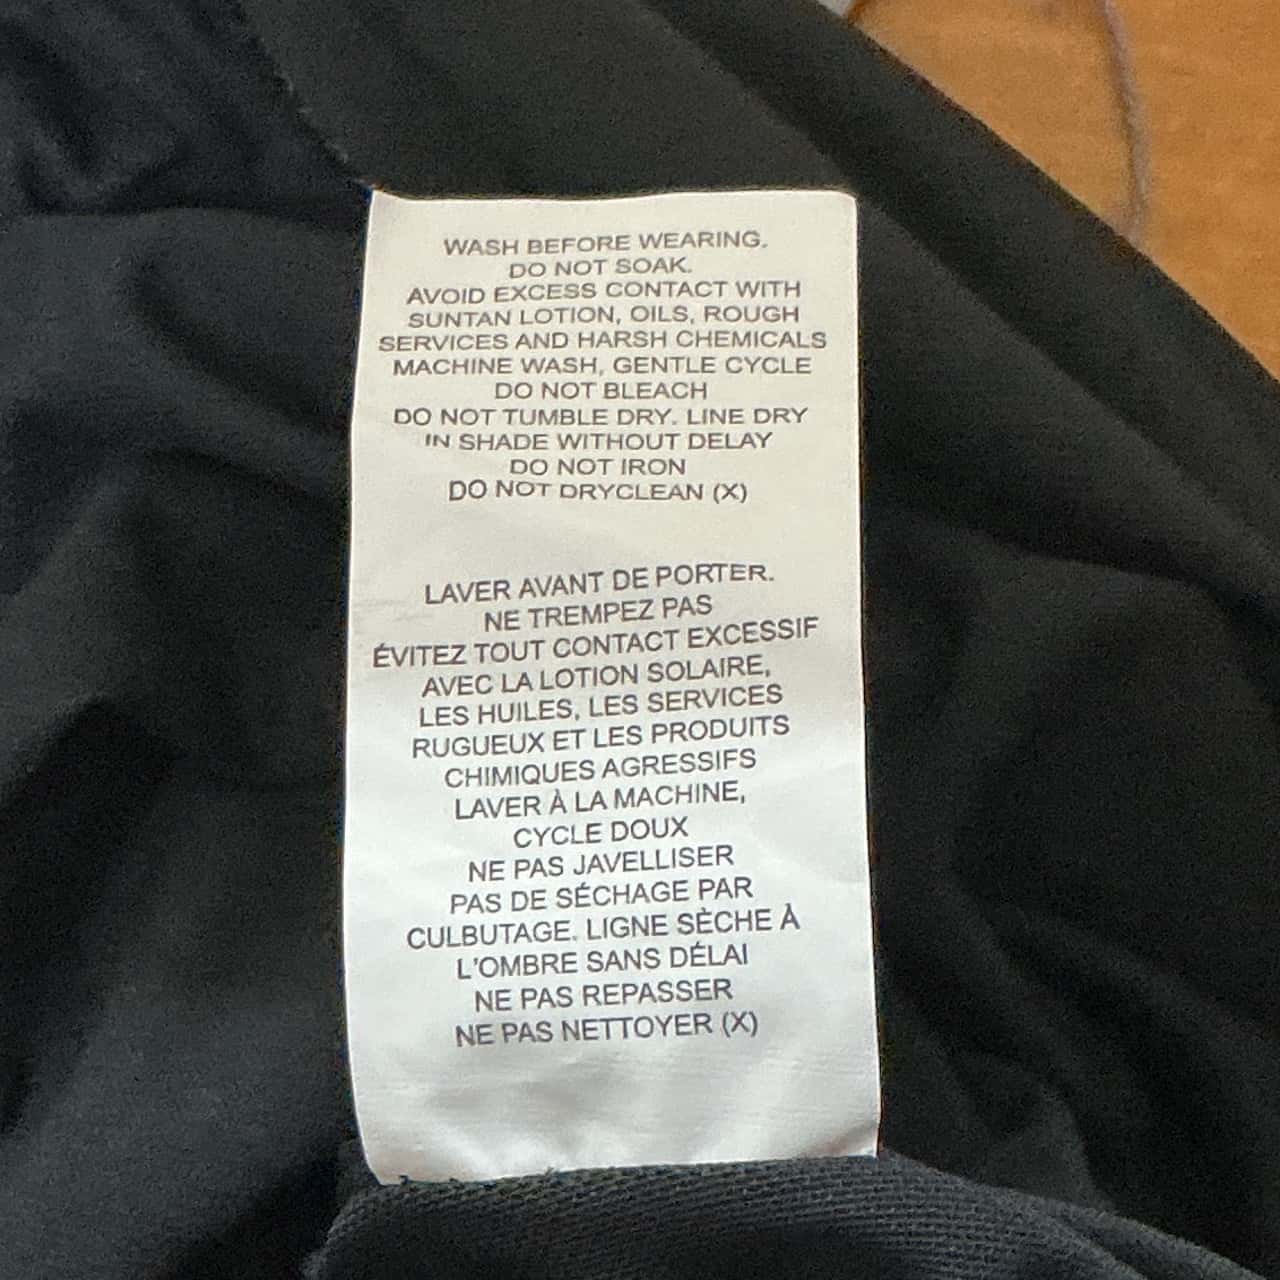 WASH BEFORE WEARING.
DO NOT SOAK.
AVOID EXCESS CONTACT WITH
SUNTAN LOTION, OILS, ROUGH
SERVICES AND HARSH CHEMICALS
MACHINE WASH, GENTLE CYCLE
DO NOT BLEACH
DO NOT TUMBLE DRY. LINE DRY
IN SHADE WITHOUT DELAY
DO NOT IRON
DO NOT DRYCLEAN (X)
LAVER AVANT DE PORTER.
NE TREMPEZ PAS
ÉVITEZ TOUT CONTACT EXCESSIF
AVEC LA LOTION SOLAIRE,
LES HUILES, LES SERVICES
RUGUEUX ET LES PRODUITS
CHIMIQUES AGRESSIFS
LAVER À LA MACHINE,
CYCLE DOUX
NE PAS JAVELLISER
PAS DE SÉCHAGE PAR
CULBUTAGE. LIGNE SÈCHE À
L'OMBRE SANS DÉLAI
NE PAS REPASSER
NE PAS NETTOYER (X)